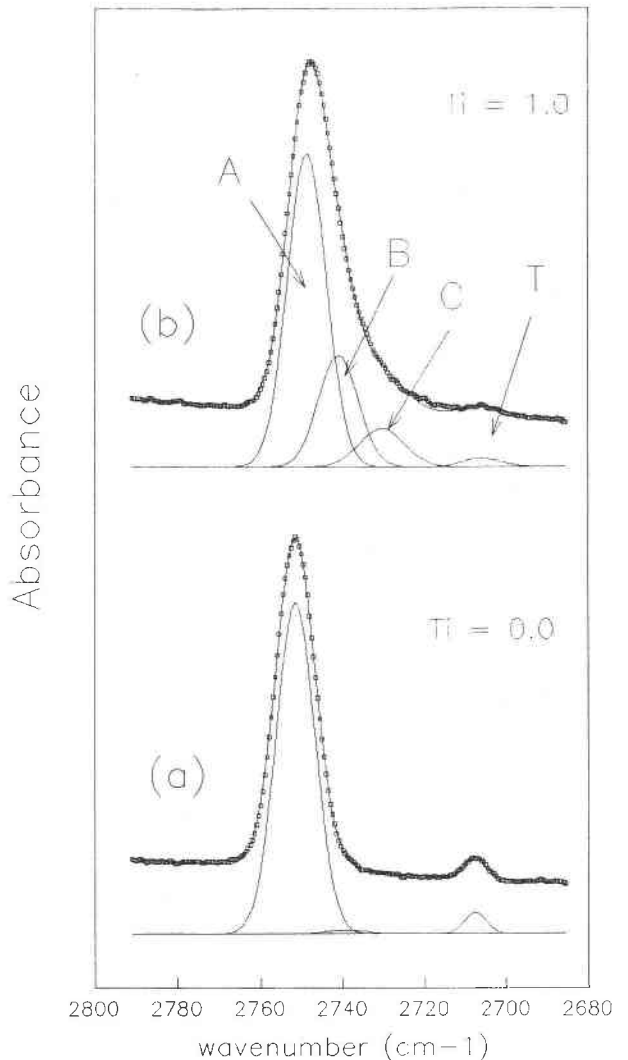 Ti = 1.0
A
B
C
T
(b)
Ti = 0.0
(a)
Absorbance
2800 2780 2760 2740 2720 2700 2680
wavenumber (cm-1)